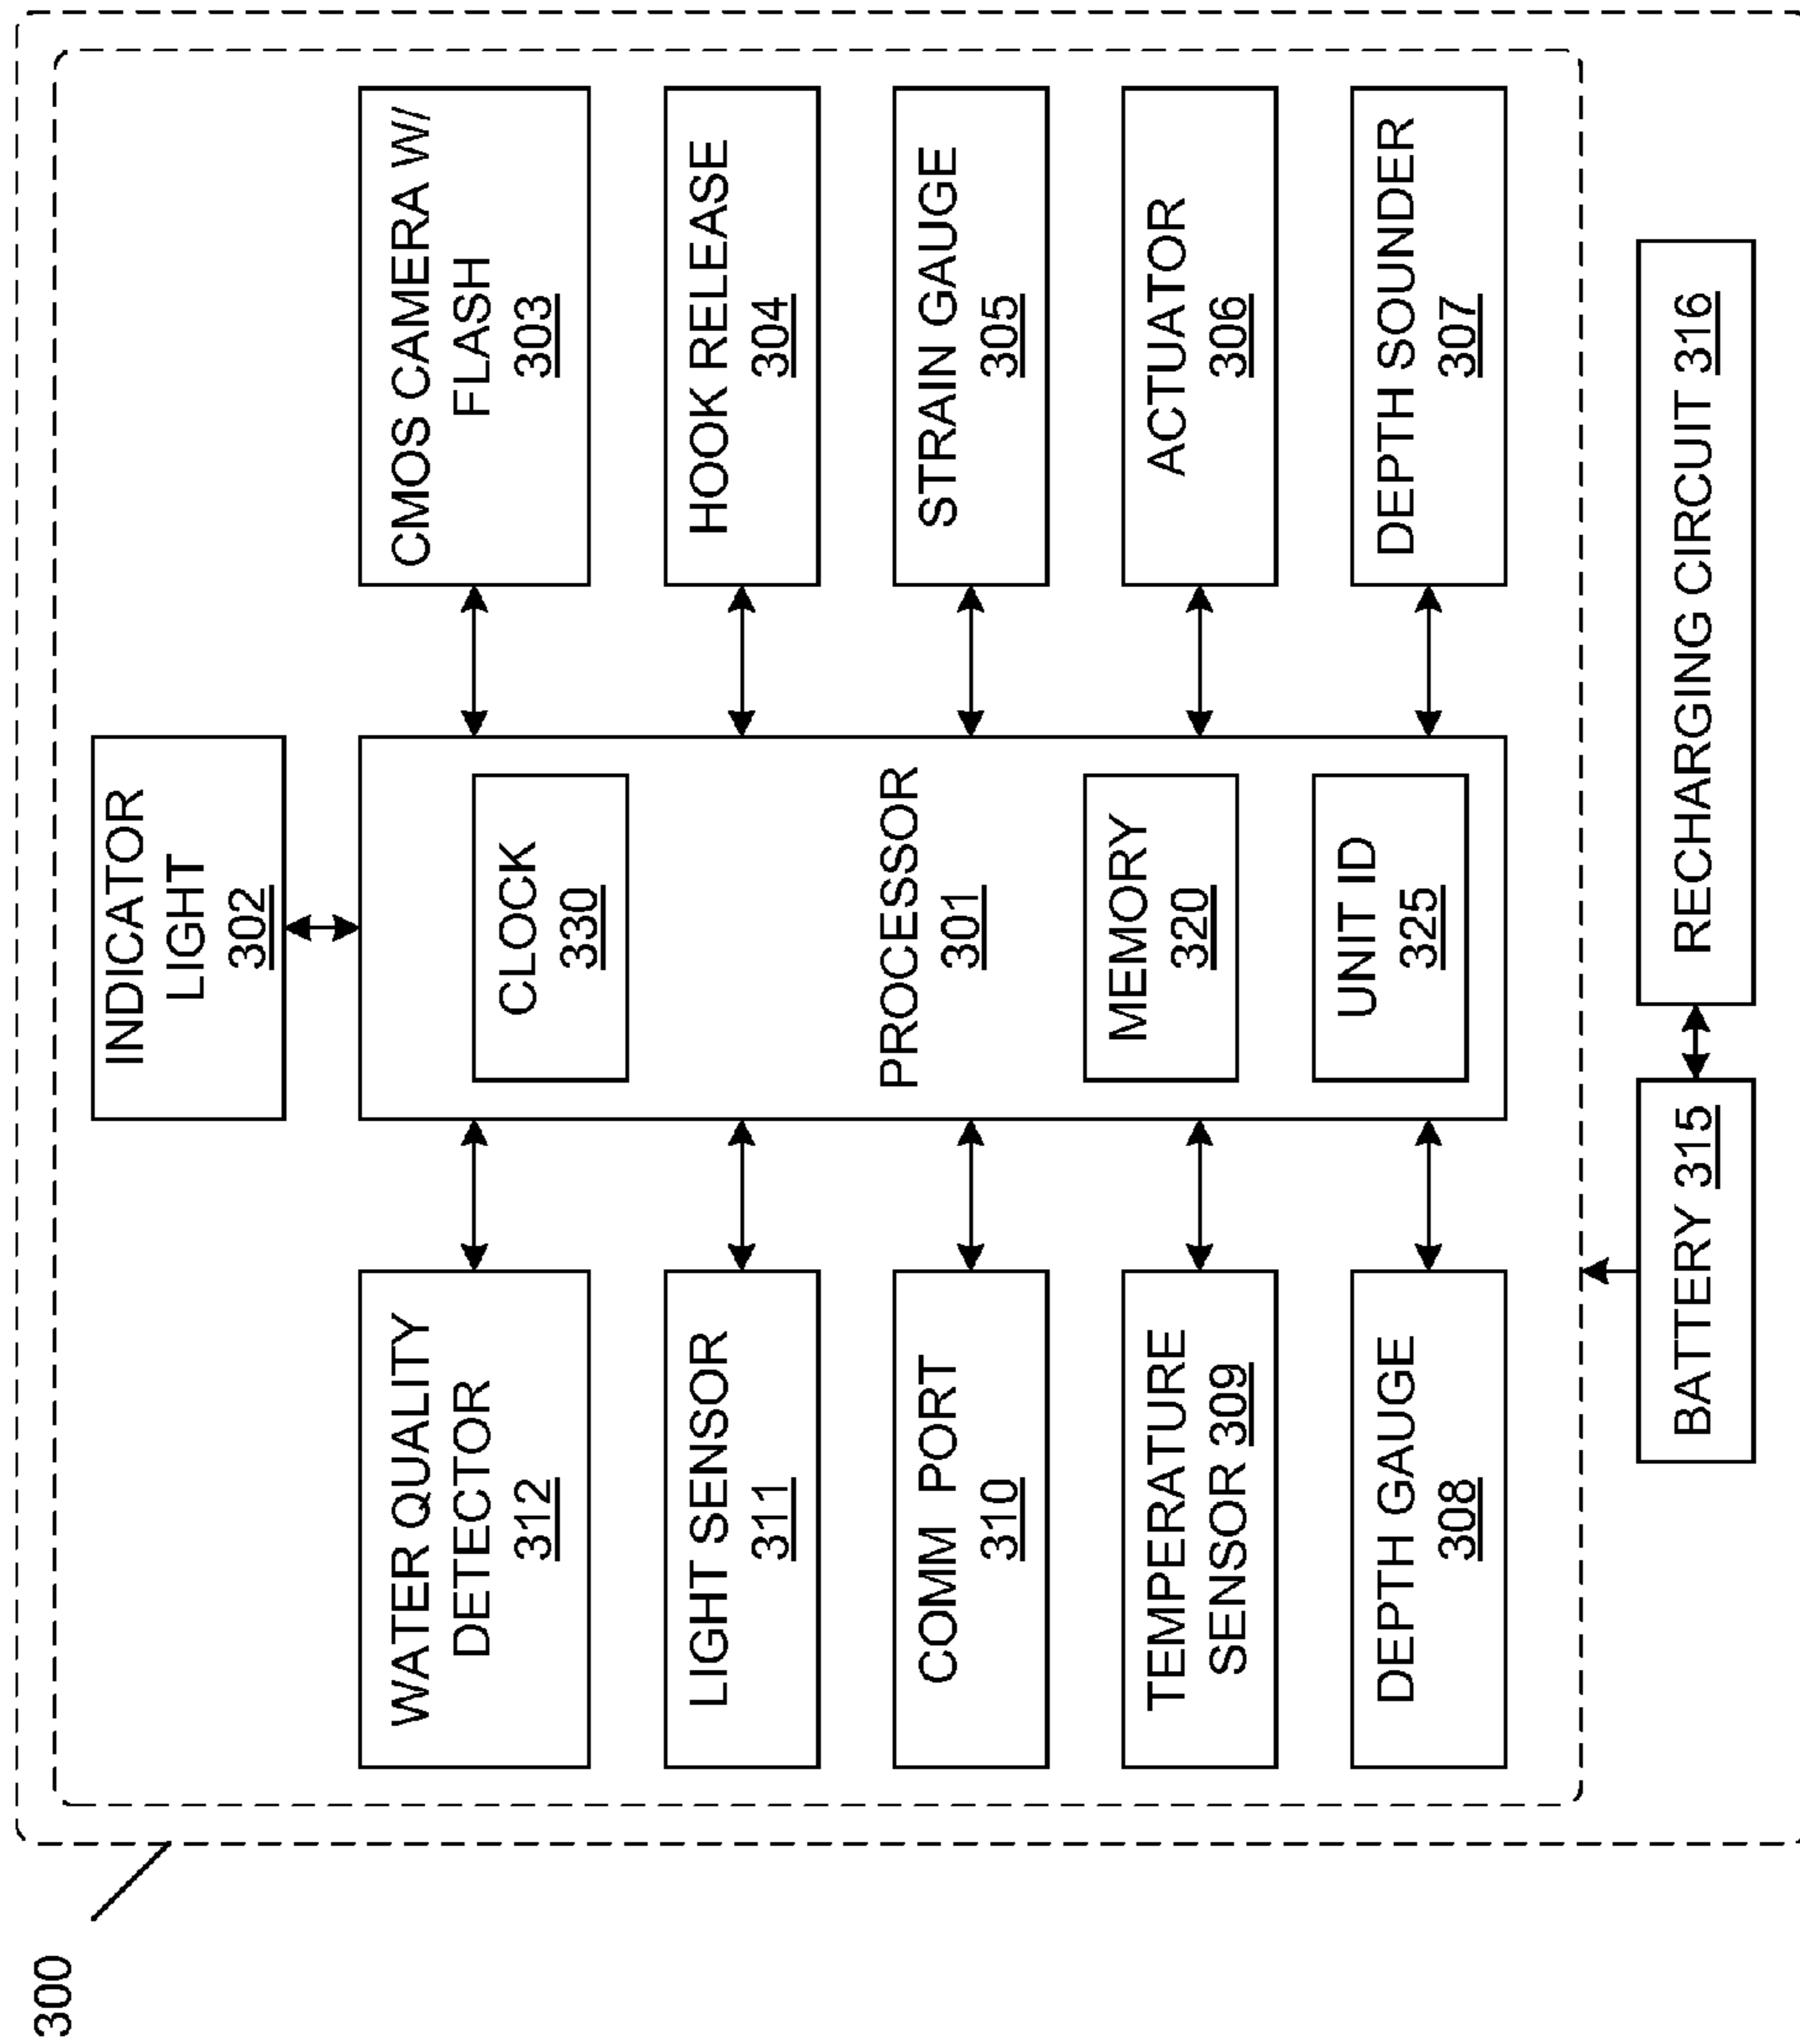 300
INDICATOR
LIGHT
302
WATER QUALITY
DETECTOR
312
CLOCK
330
CMOS CAMERA W/
FLASH
303
LIGHT SENSOR
311
HOOK RELEASE
304
COMM PORT
310
PROCESSOR
301
STRAIN GAUGE
305
TEMPERATURE
SENSOR 309
MEMORY
320
ACTUATOR
306
DEPTH GAUGE
308
UNIT ID
325
DEPTH SOUNDER
307
BATTERY 315
RECHARGING CIRCUIT 316